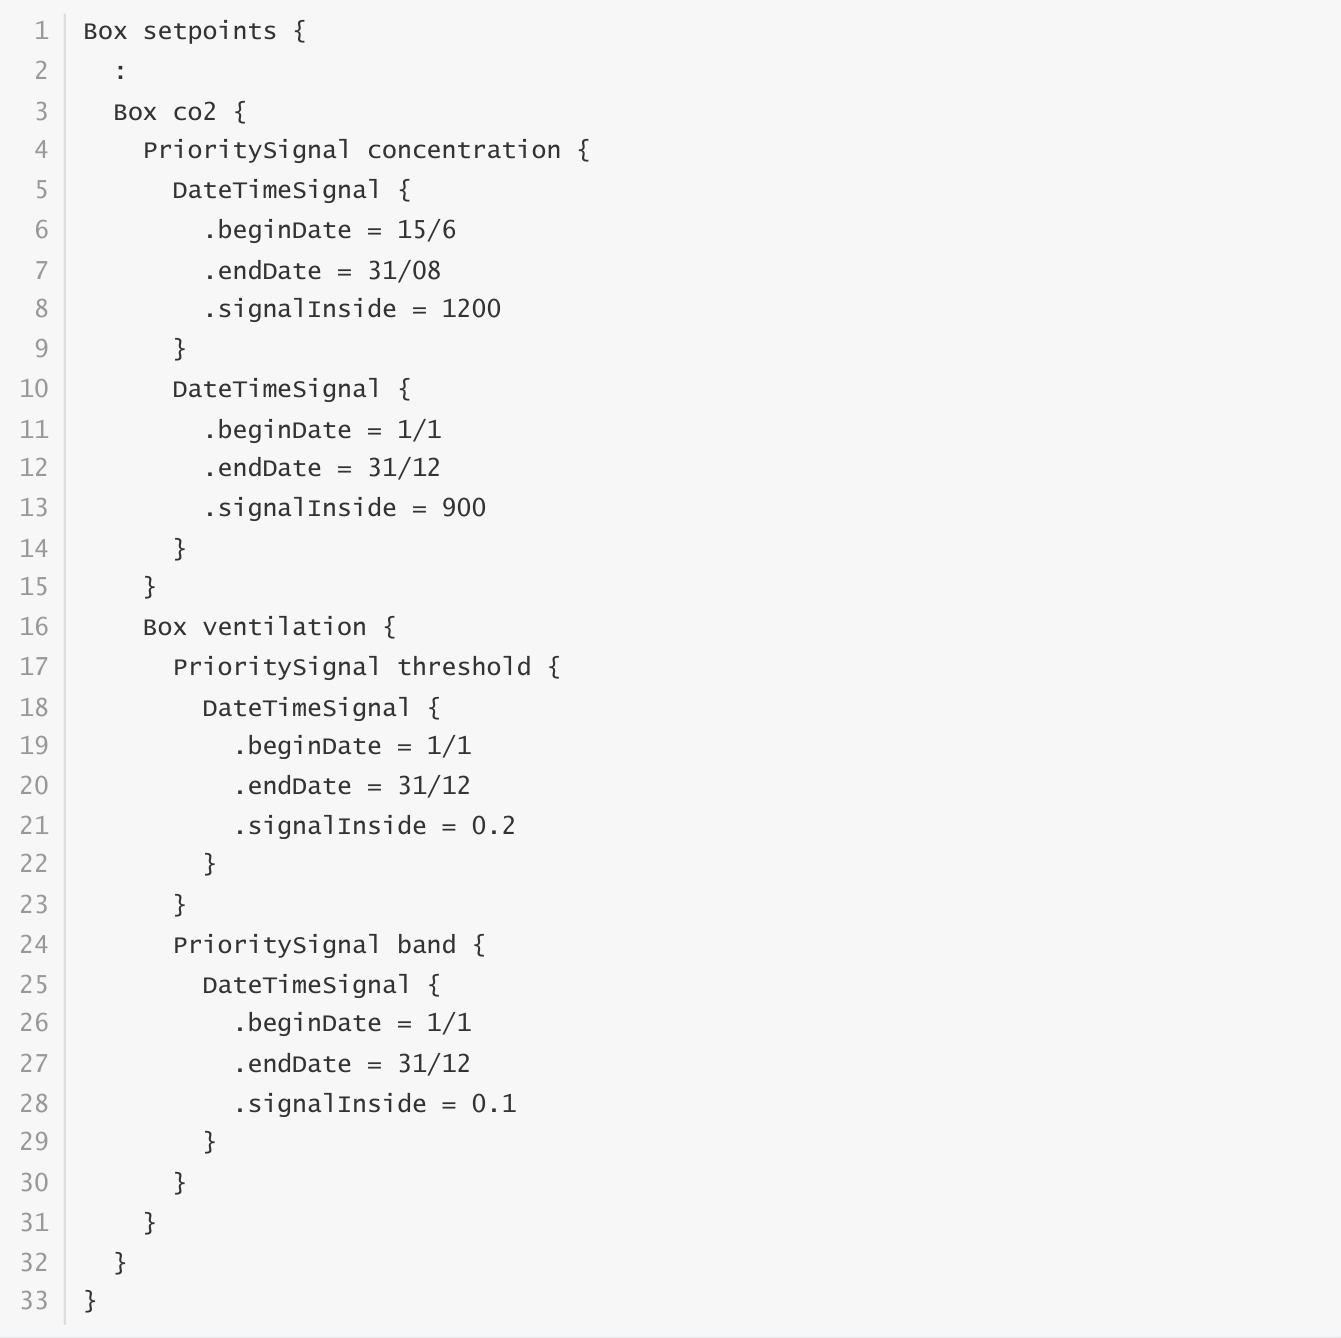 1 Box setpoints {
2   :
3   Box co2 {
4     PrioritySignal concentration {
5       DateTimeSignal {
6         .beginDate = 15/6
7         .endDate = 31/08
8         .signalInside = 1200
9       }
10       DateTimeSignal {
11         .beginDate = 1/1
12         .endDate = 31/12
13         .signalInside = 900
14       }
15     }
16     Box ventilation {
17       PrioritySignal threshold {
18         DateTimeSignal {
19           .beginDate = 1/1
20           .endDate = 31/12
21           .signalInside = 0.2
22         }
23       }
24       PrioritySignal band {
25         DateTimeSignal {
26           .beginDate = 1/1
27           .endDate = 31/12
28           .signalInside = 0.1
29         }
30       }
31     }
32   }
33 }